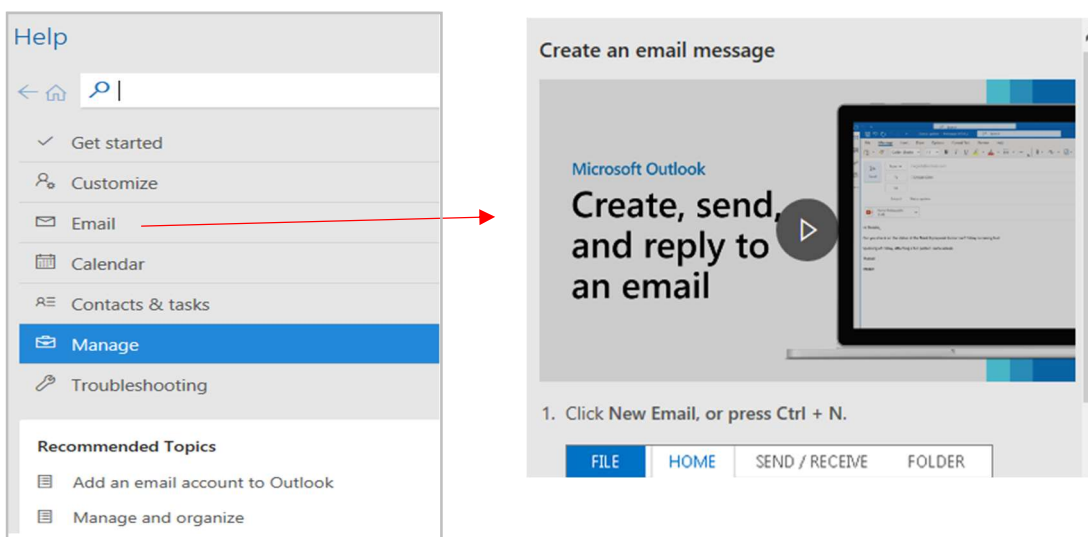 Help
Get started
Customize
Email
Calendar
Contacts & tasks
Manage
Troubleshooting
Recommended Topics
Add an email account to Outlook
Manage and organize
Create an email message
Microsoft Outlook
Create, send,
and reply to
an email
1. Click New Email, or press Ctrl + N.
FILE HOME SEND / RECEIVE FOLDER